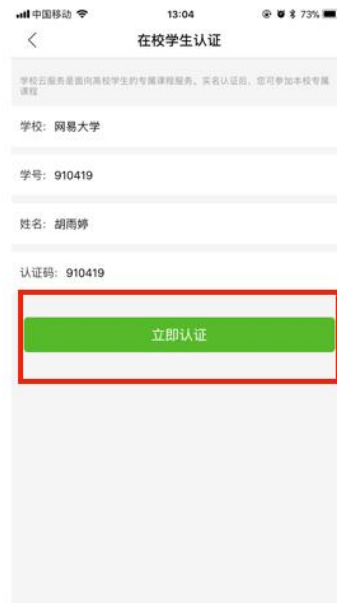 中国移动 13:04 73%
在校学生认证
学校云服务是面向高校学生的专属课程服务。实名认证后，您可参加本校专属
课程
学校: 网易大学
学号: 910419
姓名: 胡雨婷
认证码: 910419
立即认证